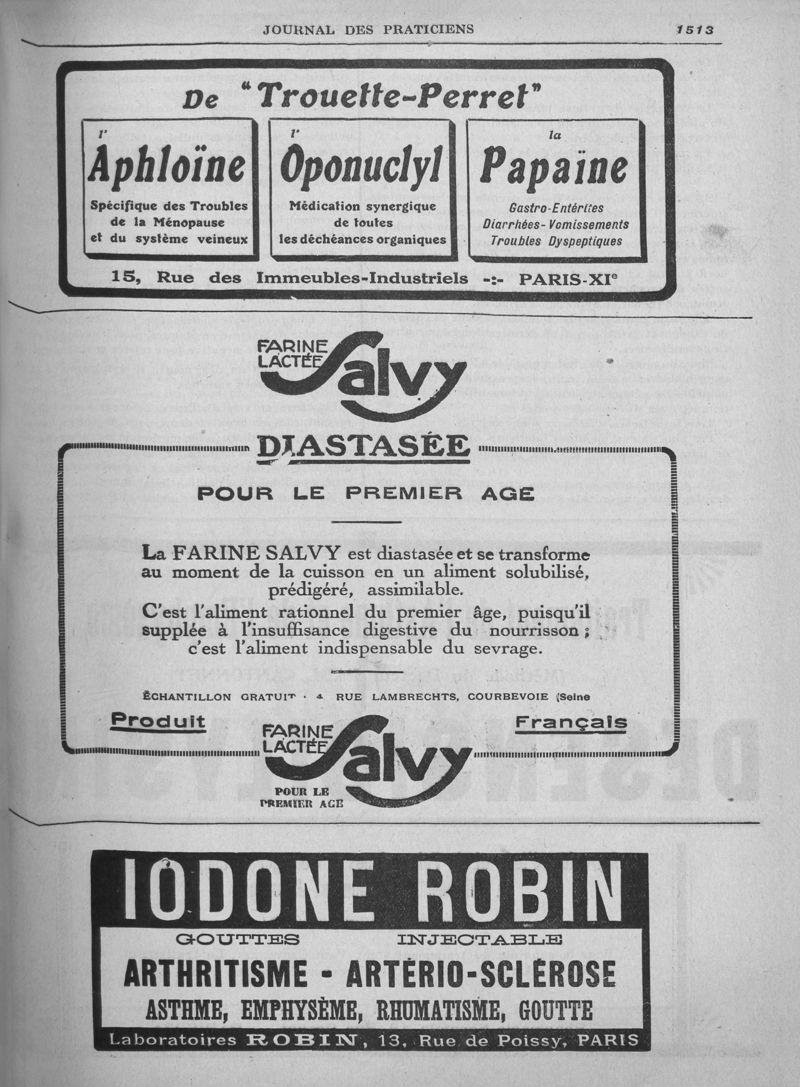 JOURNAL DES PRATICIENS 1513
De "Trouette-Perret"
l'
Aphloïne
Spécifique des Troubles
de la Ménopause
et du système veineux
l'
Oponuclyl
Médication synergique
de toutes
les déchéances organiques
la
Papaïne
Gastro-Entérites
Diarrhées-Vomissements
Troubles Dyspeptiques
15, Rue des Immeubles-Industriels -:- PARIS-XIe
FARINE
LACTÉE
Salvy
DIASTASÉE
POUR LE PREMIER AGE
La FARINE SALVY est diastasée et se transforme
au moment de la cuisson en un aliment solubilisé,
prédigéré, assimilable.
C'est l'aliment rationnel du premier âge, puisqu'il
supplée à l'insuffisance digestive du nourrisson ;
c'est l'aliment indispensable du sevrage.
ÉCHANTILLON GRATUIT · 4 RUE LAMBRECHTS, COURBEVOIE (Seine
Produit Français
FARINE
LACTÉE
Salvy
POUR LE
PREMIER AGE
IODONE ROBIN
GOUTTES INJECTABLE
ARTHRITISME - ARTÉRIO-SCLÉROSE
ASTHME, EMPHYSÈME, RHUMATISME, GOUTTE
Laboratoires ROBIN, 13, Rue de Poissy, PARIS